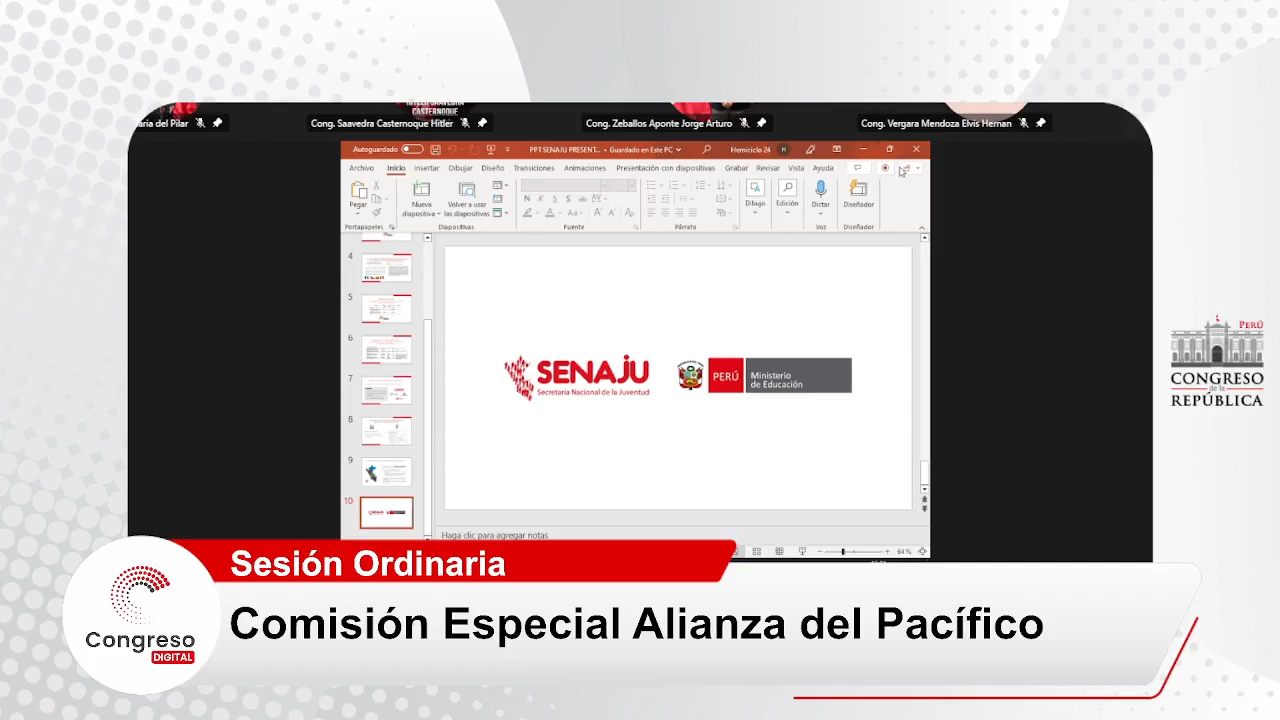 HITLER SAAVEDRA
CASTERNOQUE
aria del Pilar
Cong. Saavedra Casternoque Hitler
Cong. Zeballos Aponte Jorge Arturo
Cong. Vergara Mendoza Elvis Hernan
Autoguardado
PPT.SENAJU PRESENT... • Guardado en Este PC
Hemiciclo 24
H
Archivo Inicio Insertar Dibujar Diseño Transiciones Animaciones Presentación con diapositivas Grabar Revisar Vista Ayuda
Pegar
Nueva
diapositiva
Volver a usar
las diapositivas
Dibujo
Edición
Dictar
Diseñador
Portapapeles
Diapositivas
Fuente
Párrafo
Voz
Diseñador
4
5
6
7
8
9
10
SENAJU
Secretaría Nacional de la Juventud
PERÚ
Ministerio
de Educación
Haga clic para agregar notas
64 %
PERÚ
CONGRESO
de la
REPÚBLICA
Sesión Ordinaria
Comisión Especial Alianza del Pacífico
Congreso
DIGITAL